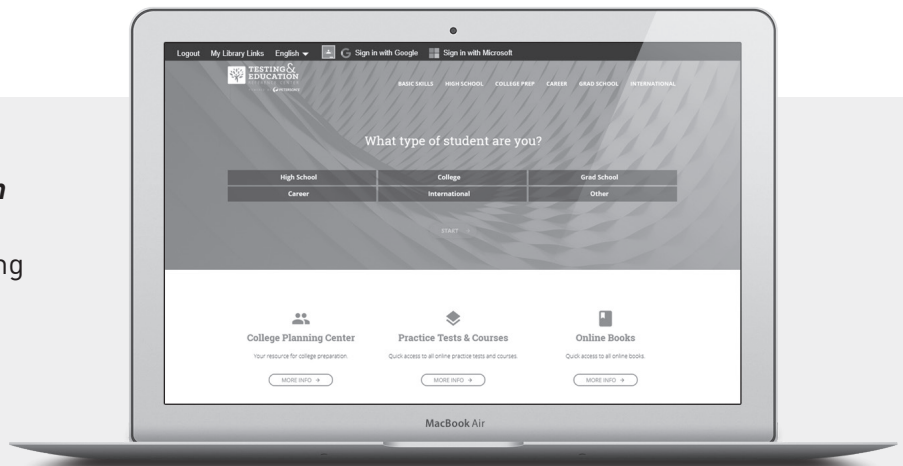 Logout My Library Links English Sign in with Google Sign in with Microsoft
TESTING &
EDUCATION
BASIC SKILLS HIGH SCHOOL COLLEGE PREP CAREER GRAD SCHOOL INTERNATIONAL
What type of student are you?
High School College Grad School
Career International Other
START
ng
College Planning Center Practice Tests & Courses Online Books
Your resource for college preparation. Quick access to all online practice tests and courses. Quick access to all online books.
MORE INFO → MORE INFO → MORE INFO →
MacBook Air